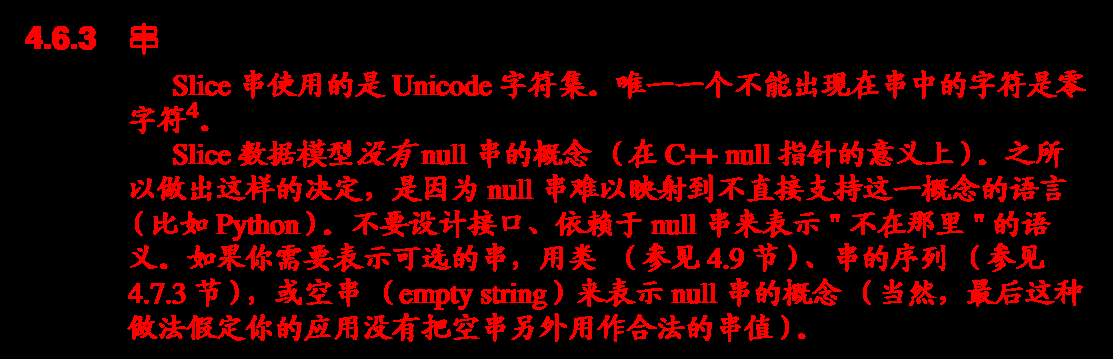 4.6.3 串
Slice 串使用的是 Unicode 字符集。唯一一个不能出现在串中的字符是零
字符4。
Slice 数据模型没有 null 串的概念（在 C++ null 指针的意义上）。之所
以做出这样的决定，是因为 null 串难以映射到不直接支持这一概念的语言
（比如 Python）。不要设计接口、依赖于 null 串来表示 " 不在那里 " 的语
义。如果你需要表示可选的串，用类 （参见 4.9 节）、串的序列 （参见
4.7.3 节），或空串 （empty string）来表示 null 串的概念（当然，最后这种
做法假定你的应用没有把空串另外用作合法的串值）。